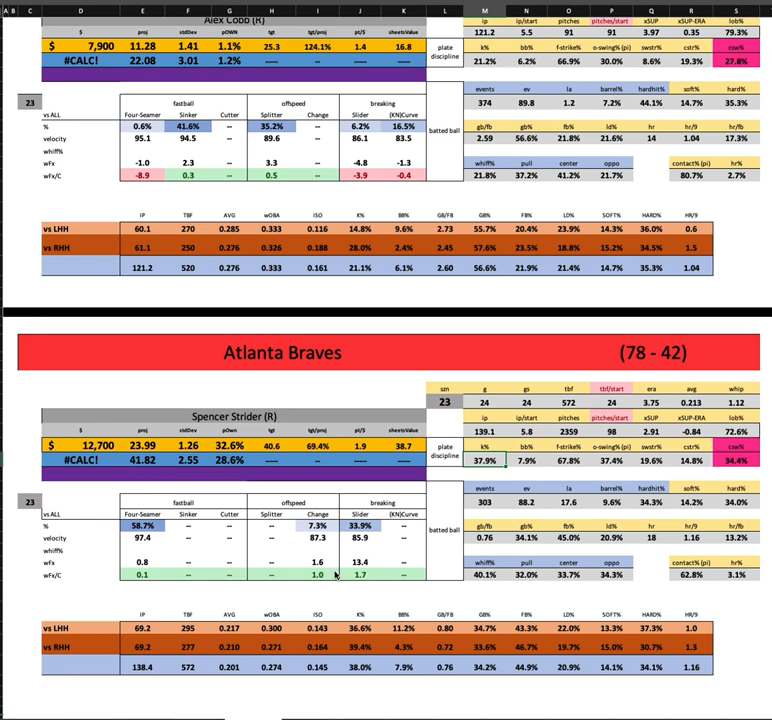 A B C D E F G H I J K L M N O P Q R S
Alex Cobb (R) ip ip/start pitches pitches/start xSUP xSUP-ERA lob%
121.2 5.5 91 91 3.97 0.35 79.3%
$ proj stdDev pOWN tgt tgt/proj pt/$ sheetsValue
$ 7,900 11.28 1.41 1.1% 25.3 124.1% 1.4 16.8 plate discipline k% bb% f-strike% o-swing% (pi) swstr% cstr% csw%
#CALC! 22.08 3.01 1.2% ---- ---- ---- ---- 21.2% 6.2% 66.9% 30.0% 8.6% 19.3% 27.8%
events ev la barrel% hardhit% soft% hard%
23 fastball offspeed breaking 374 89.8 1.2 7.2% 44.1% 14.7% 35.3%
vs ALL Four-Seamer Sinker Cutter Splitter Change Slider (KN)Curve
% 0.6% 41.6% -- 35.2% -- 6.2% 16.5% batted ball gb/fb gb% fb% ld% hr hr/9 hr/fb
velocity 95.1 94.5 -- 89.6 -- 86.1 83.5 2.59 56.6% 21.8% 21.6% 14 1.04 17.3%
whiff%
wFx -1.0 2.3 -- 3.3 -- -4.8 -1.3 whiff% pull center oppo contact% (pi) hr%
wFx/C -8.9 0.3 -- 0.5 -- -3.9 -0.4 21.8% 37.2% 41.2% 21.7% 80.7% 2.7%
IP TBF AVG wOBA ISO K% BB% GB/FB GB% FB% LD% SOFT% HARD% HR/9
vs LHH 60.1 270 0.285 0.333 0.116 14.8% 9.6% 2.73 55.7% 20.4% 23.9% 14.3% 36.0% 0.6
vs RHH 61.1 250 0.276 0.326 0.188 28.0% 2.4% 2.45 57.6% 23.5% 18.8% 15.2% 34.5% 1.5
121.2 520 0.276 0.333 0.161 21.1% 6.1% 2.60 56.6% 21.9% 21.4% 14.7% 35.3% 1.04
Atlanta Braves (78 - 42)
szn g gs tbf tbf/start era avg whip
23 24 24 572 24 2.91 0.213 1.12
Spencer Strider (R) ip ip/start pitches pitches/start xSUP xSUP-ERA lob%
$ proj stdDev pOwn tgt tgt/proj pt/$ sheetsValue 139.1 5.8 2359 98 3.75 -0.84 72.6%
$ 12,700 23.99 1.26 32.6% 40.6 69.4% 1.9 38.7 plate discipline k% bb% f-strike% o-swing% (pi) swstr% cstr% csw%
#CALC! 41.82 2.55 28.6% ---- ---- ---- ---- 37.9% 7.9% 67.8% 37.4% 19.6% 14.8% 34.4%
events ev la barrel% hardhit% soft% hard%
23 fastball offspeed breaking 303 88.2 17.6 9.6% 34.3% 14.2% 34.0%
vs ALL Four-Seamer Sinker Cutter Splitter Change Slider (KN)Curve
% 58.7% -- -- -- 7.3% 33.9% -- batted ball gb/fb gb% fb% ld% hr hr/9 hr/fb
velocity 97.4 -- -- -- 87.3 85.9 -- 0.76 34.1% 45.0% 20.9% 18 1.16 13.2%
whiff%
wFx 0.8 -- -- -- 1.6 13.4 -- whiff% pull center oppo contact% (pi) hr%
wFx/C 0.1 -- -- -- 1.0 1.7 -- 40.1% 32.0% 33.7% 34.3% 62.8% 3.1%
IP TBF AVG wOBA ISO K% BB% GB/FB GB% FB% LD% SOFT% HARD% HR/9
vs LHH 69.2 295 0.217 0.300 0.143 36.6% 11.2% 0.80 34.7% 43.3% 22.0% 13.3% 37.3% 1.0
vs RHH 69.2 277 0.210 0.271 0.164 39.4% 4.3% 0.72 33.6% 46.7% 19.7% 15.0% 30.7% 1.3
138.4 572 0.201 0.274 0.145 38.0% 7.9% 0.76 34.2% 44.9% 20.9% 14.1% 34.1% 1.16